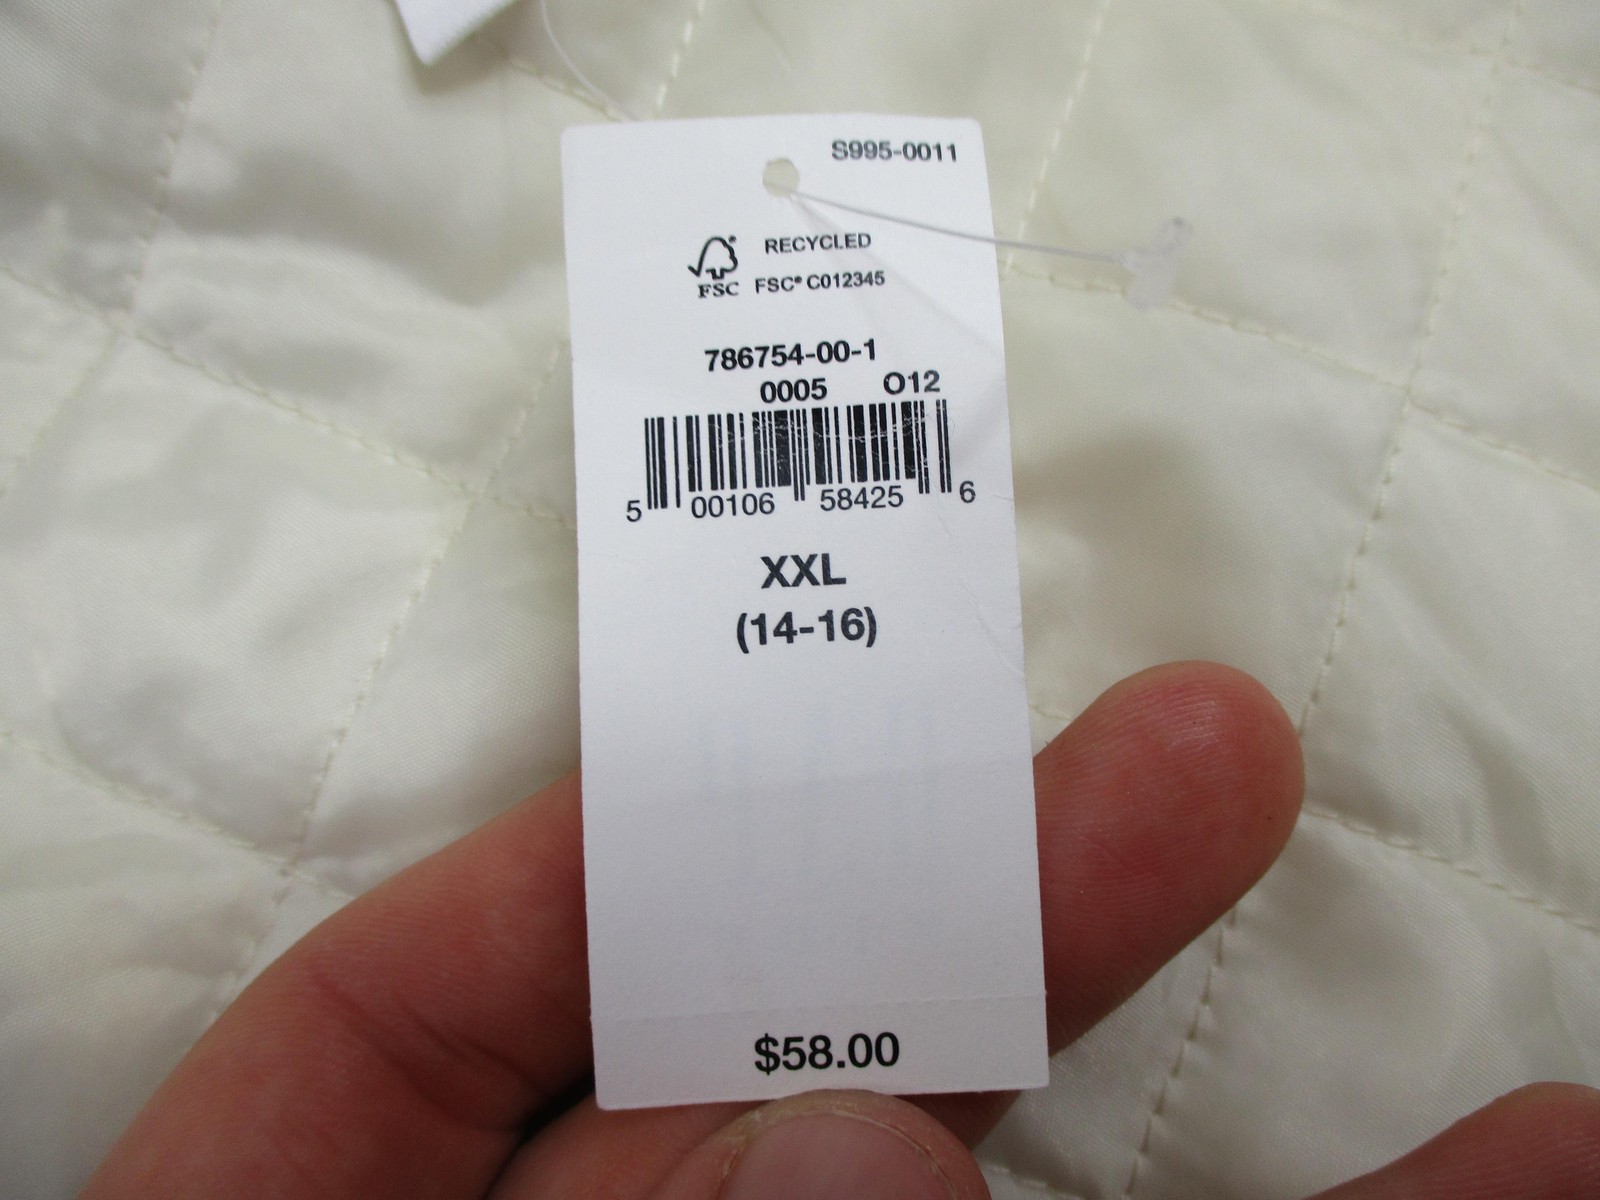 S995-0011
RECYCLED
FSC FSC® C012345
786754-00-1
0005 O12
5 00106 58425 6
XXL
(14-16)
$58.00